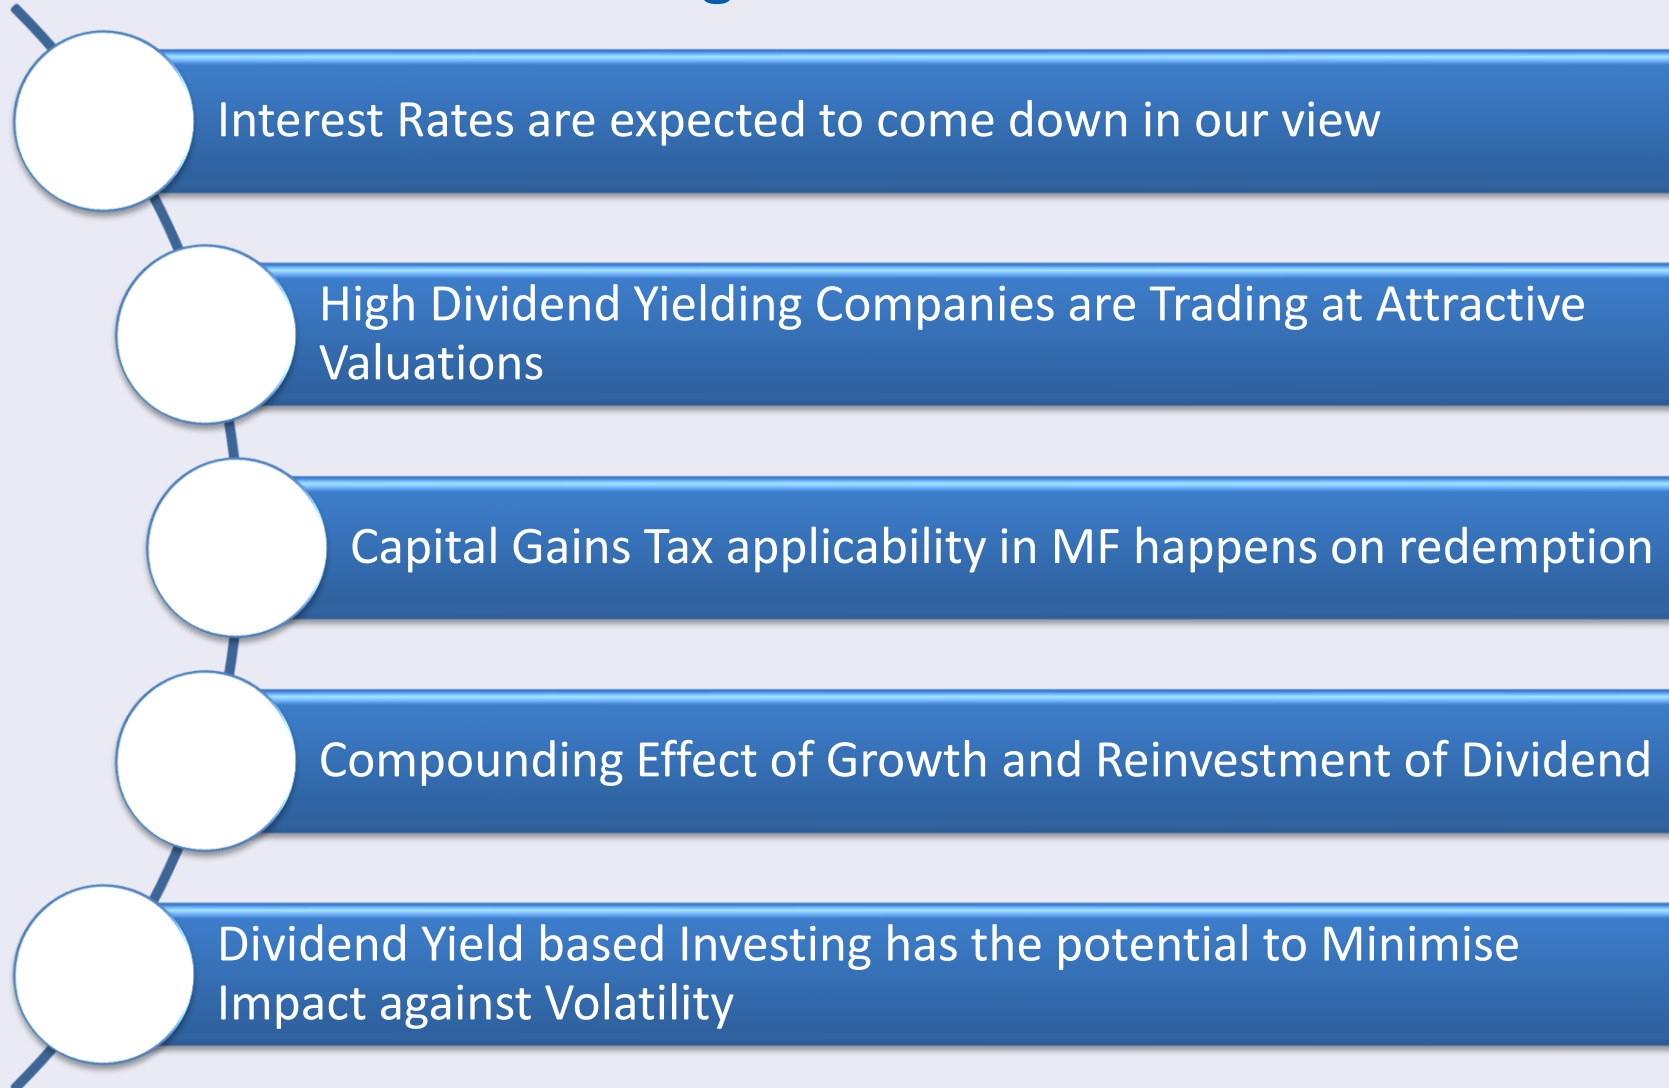 Interest Rates are expected to come down in our view
High Dividend Yielding Companies are Trading at Attractive
Valuations
Capital Gains Tax applicability in MF happens on redemption
Compounding Effect of Growth and Reinvestment of Dividend
Dividend Yield based Investing has the potential to Minimise
Impact against Volatility